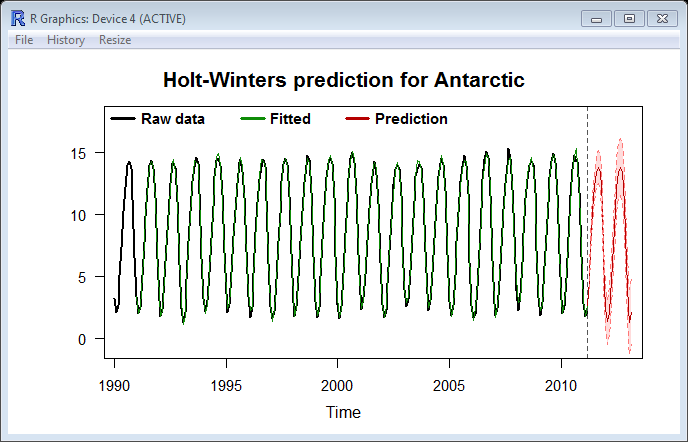 R Graphics: Device 4 (ACTIVE)
File History Resize
Holt-Winters prediction for Antarctic
Raw data Fitted Prediction
15
10
5
0
1990 1995 2000 2005 2010
Time